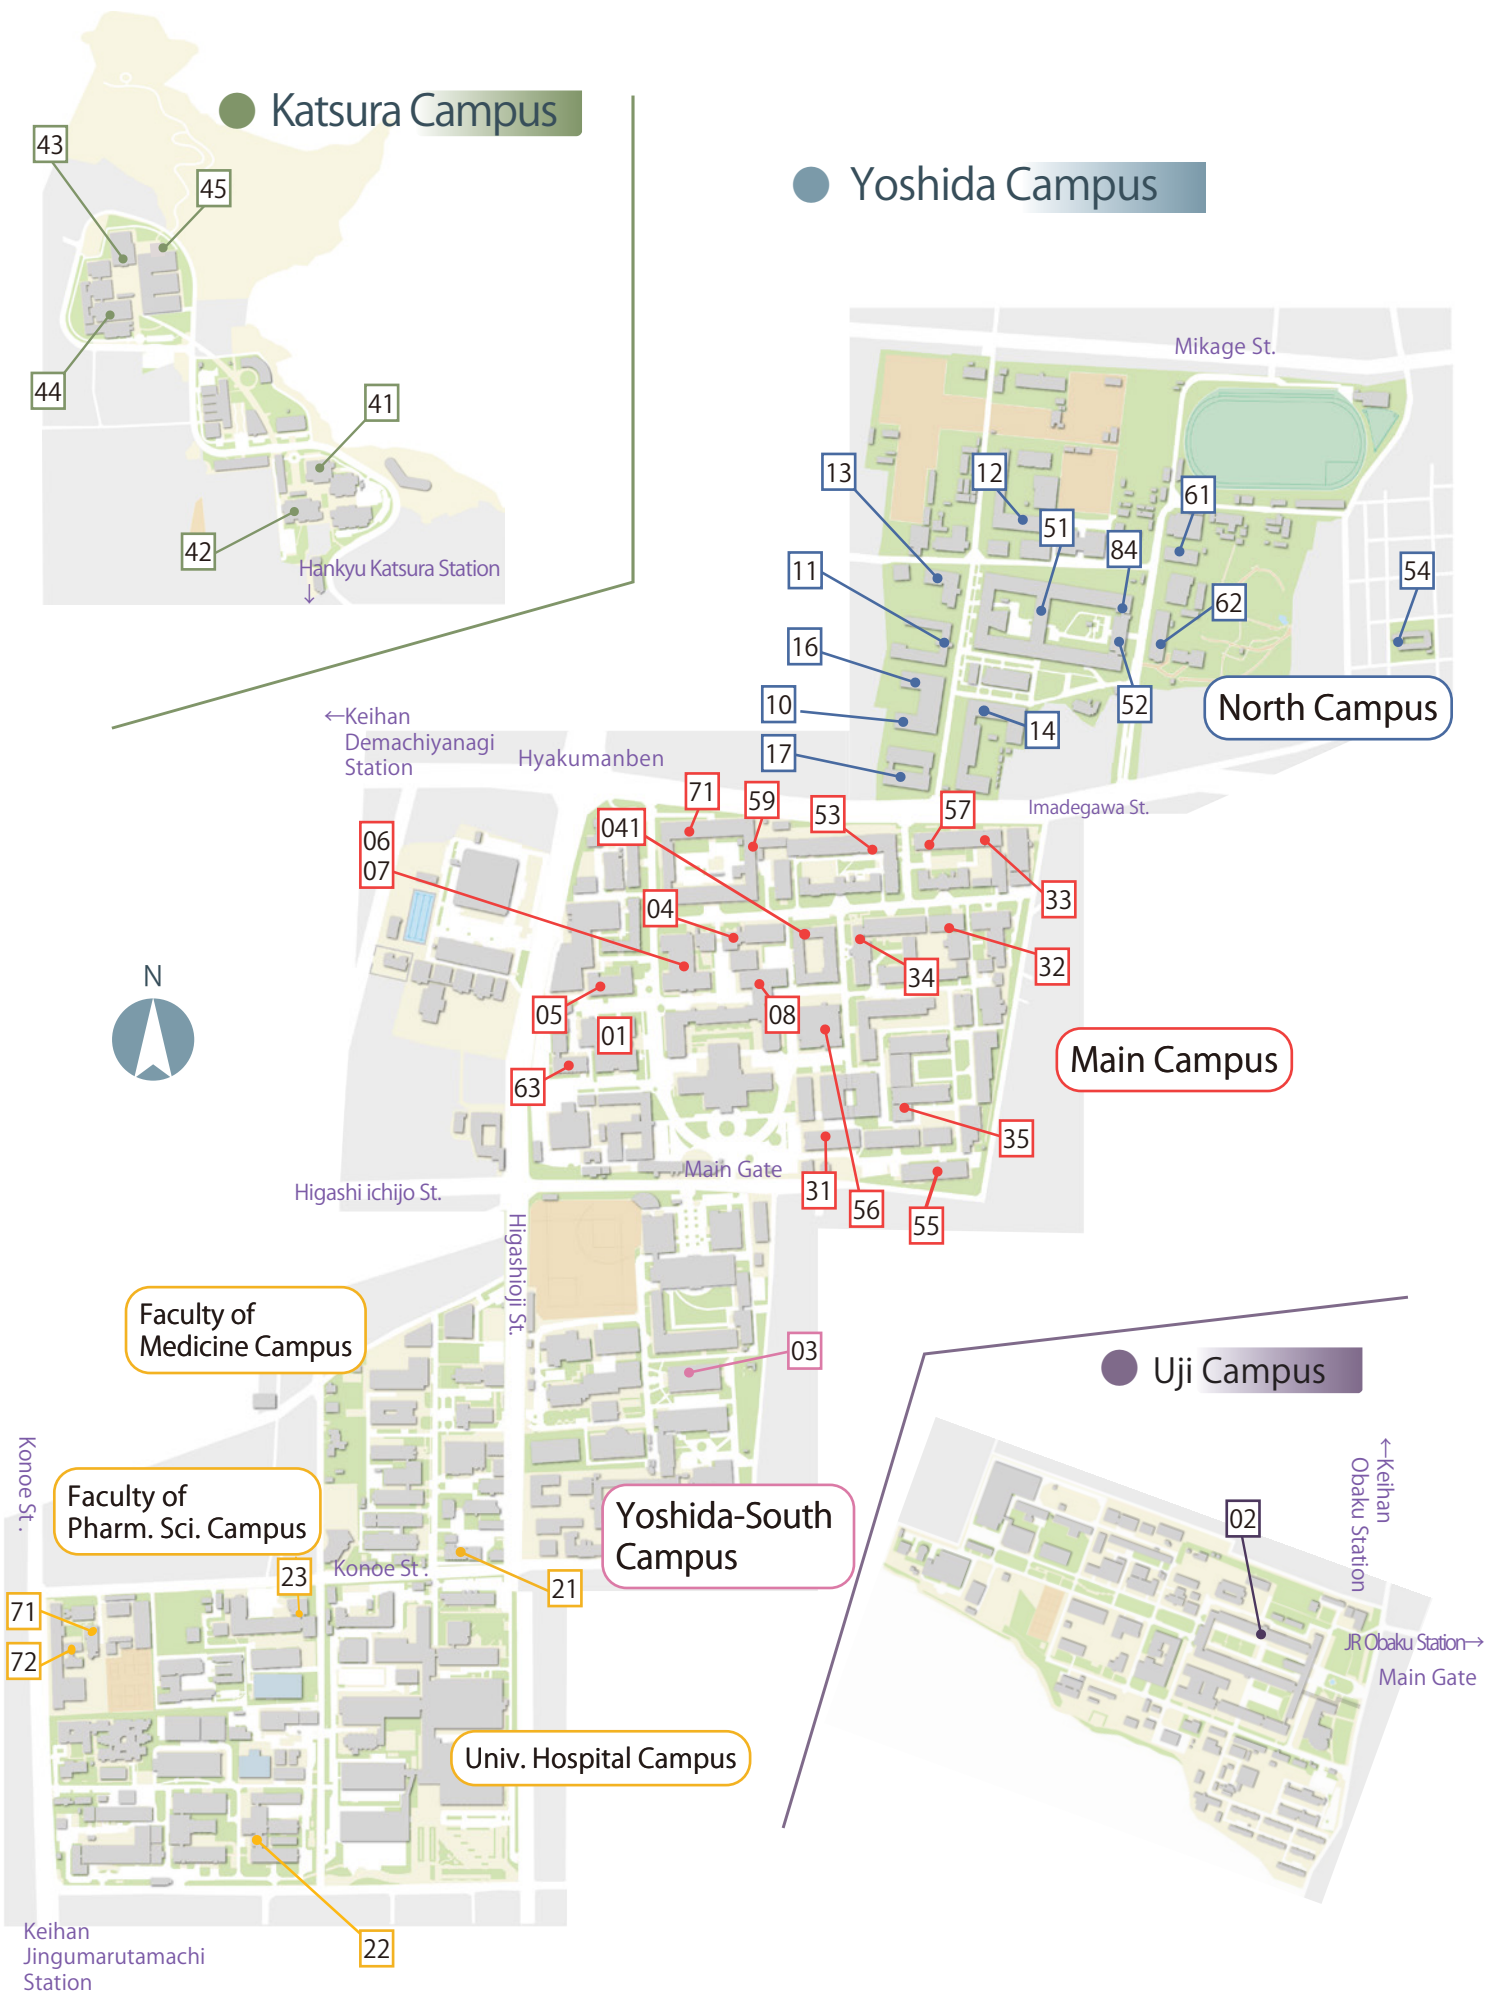 Katsura Campus
43
45
44
41
42
Hankyu Katsura Station
↓
Yoshida Campus
Mikage St.
13
12
61
51
84
54
11
62
16
52
10
14
17
North Campus
←Keihan
Demachiyanagi
Station
Hyakumanben
Imadegawa St.
71
59
53
57
041
06
07
33
04
34
32
05
08
01
63
Main Campus
35
31
56
55
Main Gate
N
Higashi ichijo St.
Higashioji St.
Faculty of
Medicine Campus
03
Konoe St.
Faculty of
Pharm. Sci. Campus
Yoshida-South
Campus
Konoe St.
23
21
71
72
Univ. Hospital Campus
22
Keihan
Jingumarutamachi
Station
Uji Campus
←Keihan
Obaku Station
02
JR Obaku Station→
Main Gate